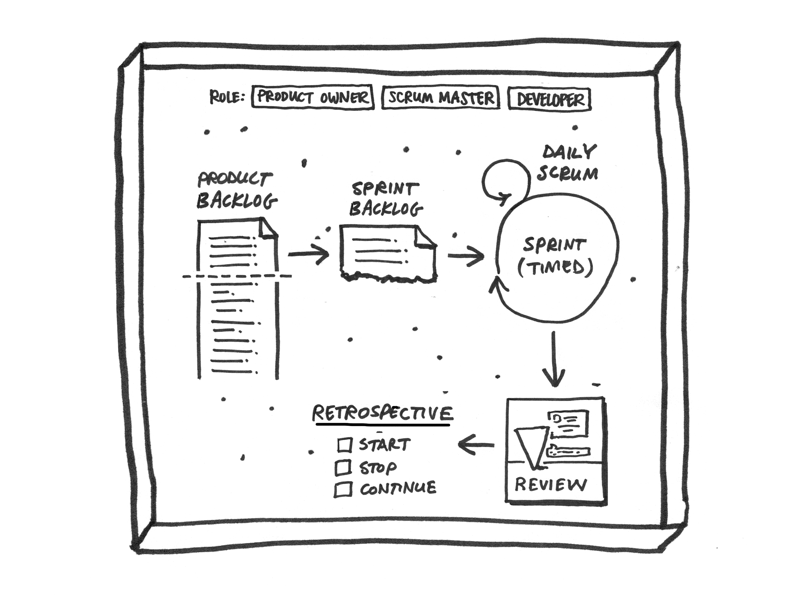 ROLE: PRODUCT OWNER SCRUM MASTER DEVELOPER
PRODUCT
BACKLOG
SPRINT
BACKLOG
DAILY
SCRUM
SPRINT
(TIMED)
RETROSPECTIVE
START
STOP
CONTINUE
REVIEW